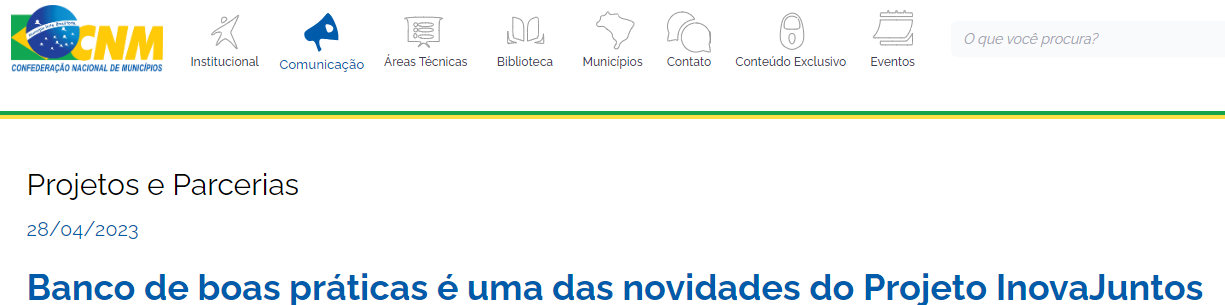 CNM
CONFEDERAÇÃO NACIONAL DE MUNICÍPIOS
Institucional
Comunicação
Áreas Técnicas
Biblioteca
Municípios
Contato
Conteúdo Exclusivo
Eventos
O que você procura?
Projetos e Parcerias
28/04/2023
Banco de boas práticas é uma das novidades do Projeto InovaJuntos